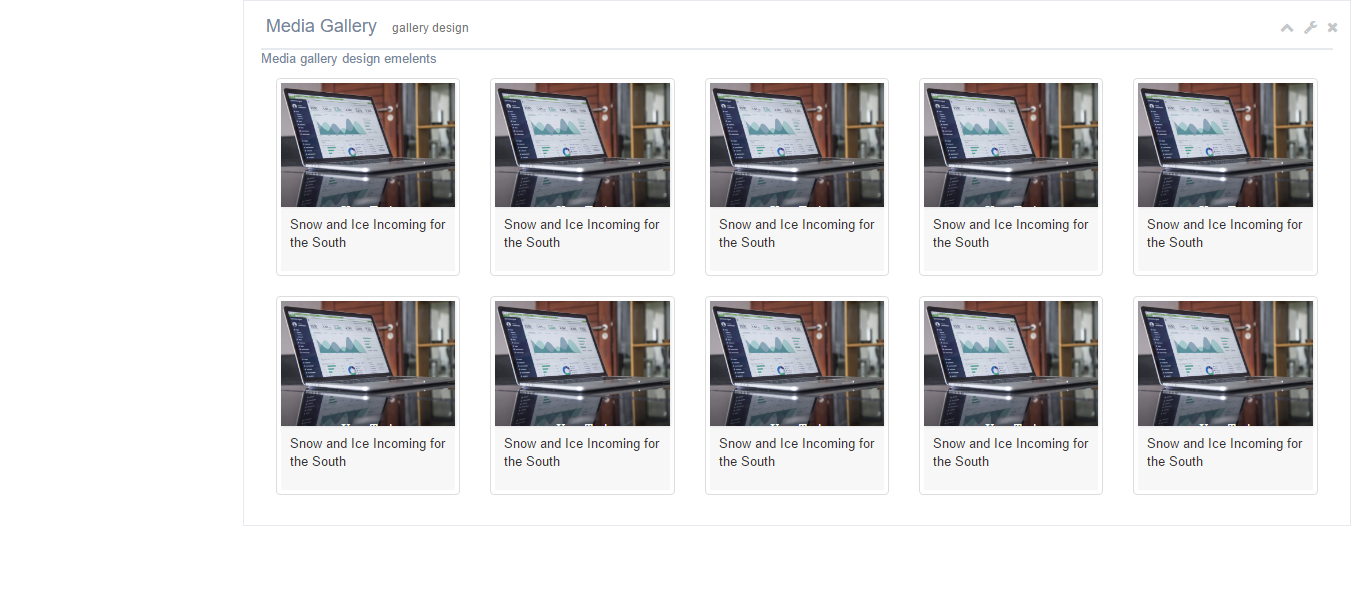 Media Gallery gallery design
Media gallery design emelents
Snow and Ice Incoming for
the South
Snow and Ice Incoming for
the South
Snow and Ice Incoming for
the South
Snow and Ice Incoming for
the South
Snow and Ice Incoming for
the South
Snow and Ice Incoming for
the South
Snow and Ice Incoming for
the South
Snow and Ice Incoming for
the South
Snow and Ice Incoming for
the South
Snow and Ice Incoming for
the South